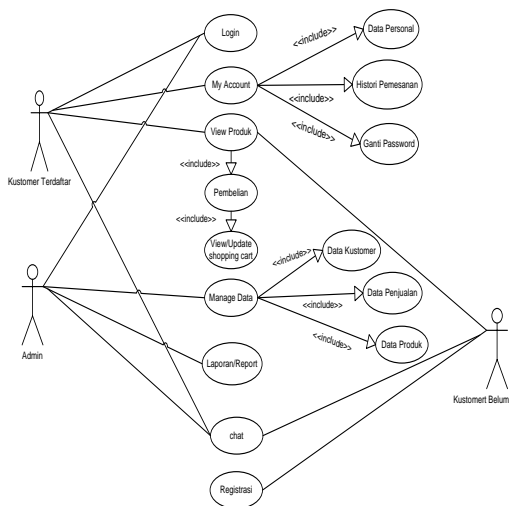 Login
Data Personal
<<include>>
My Account
Histori Pemesanan
<<include>>
View Produk
<<include>>
Ganti Password
Kustomer Terdaftar
<<include>>
Pembelian
<<include>>
View/Update
shopping cart
Data Kustomer
<<include>>
Manage Data
Data Penjualan
<<include>>
<<include>>
Data Produk
Admin
Laporan/Report
Kustomert Belum
chat
Registrasi